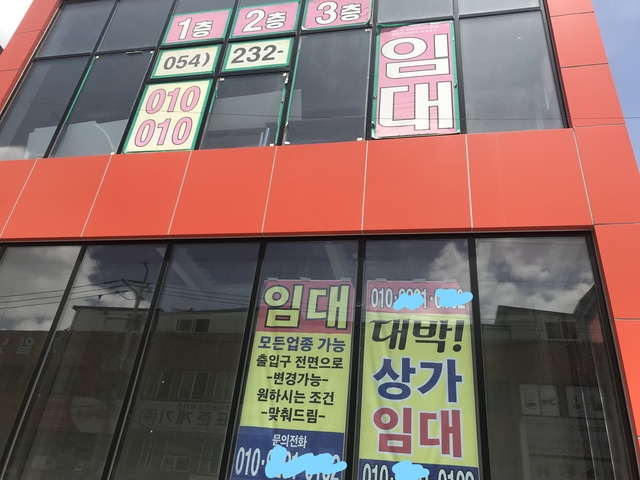 1층 2층 3층
054) 232-
010
010
임
대
임대
모든업종 가능
출입구 전면으로
-변경가능-
원하시는 조건
-맞춰드림-
문의전화
010-
010-
대박!
상가
임대
010-